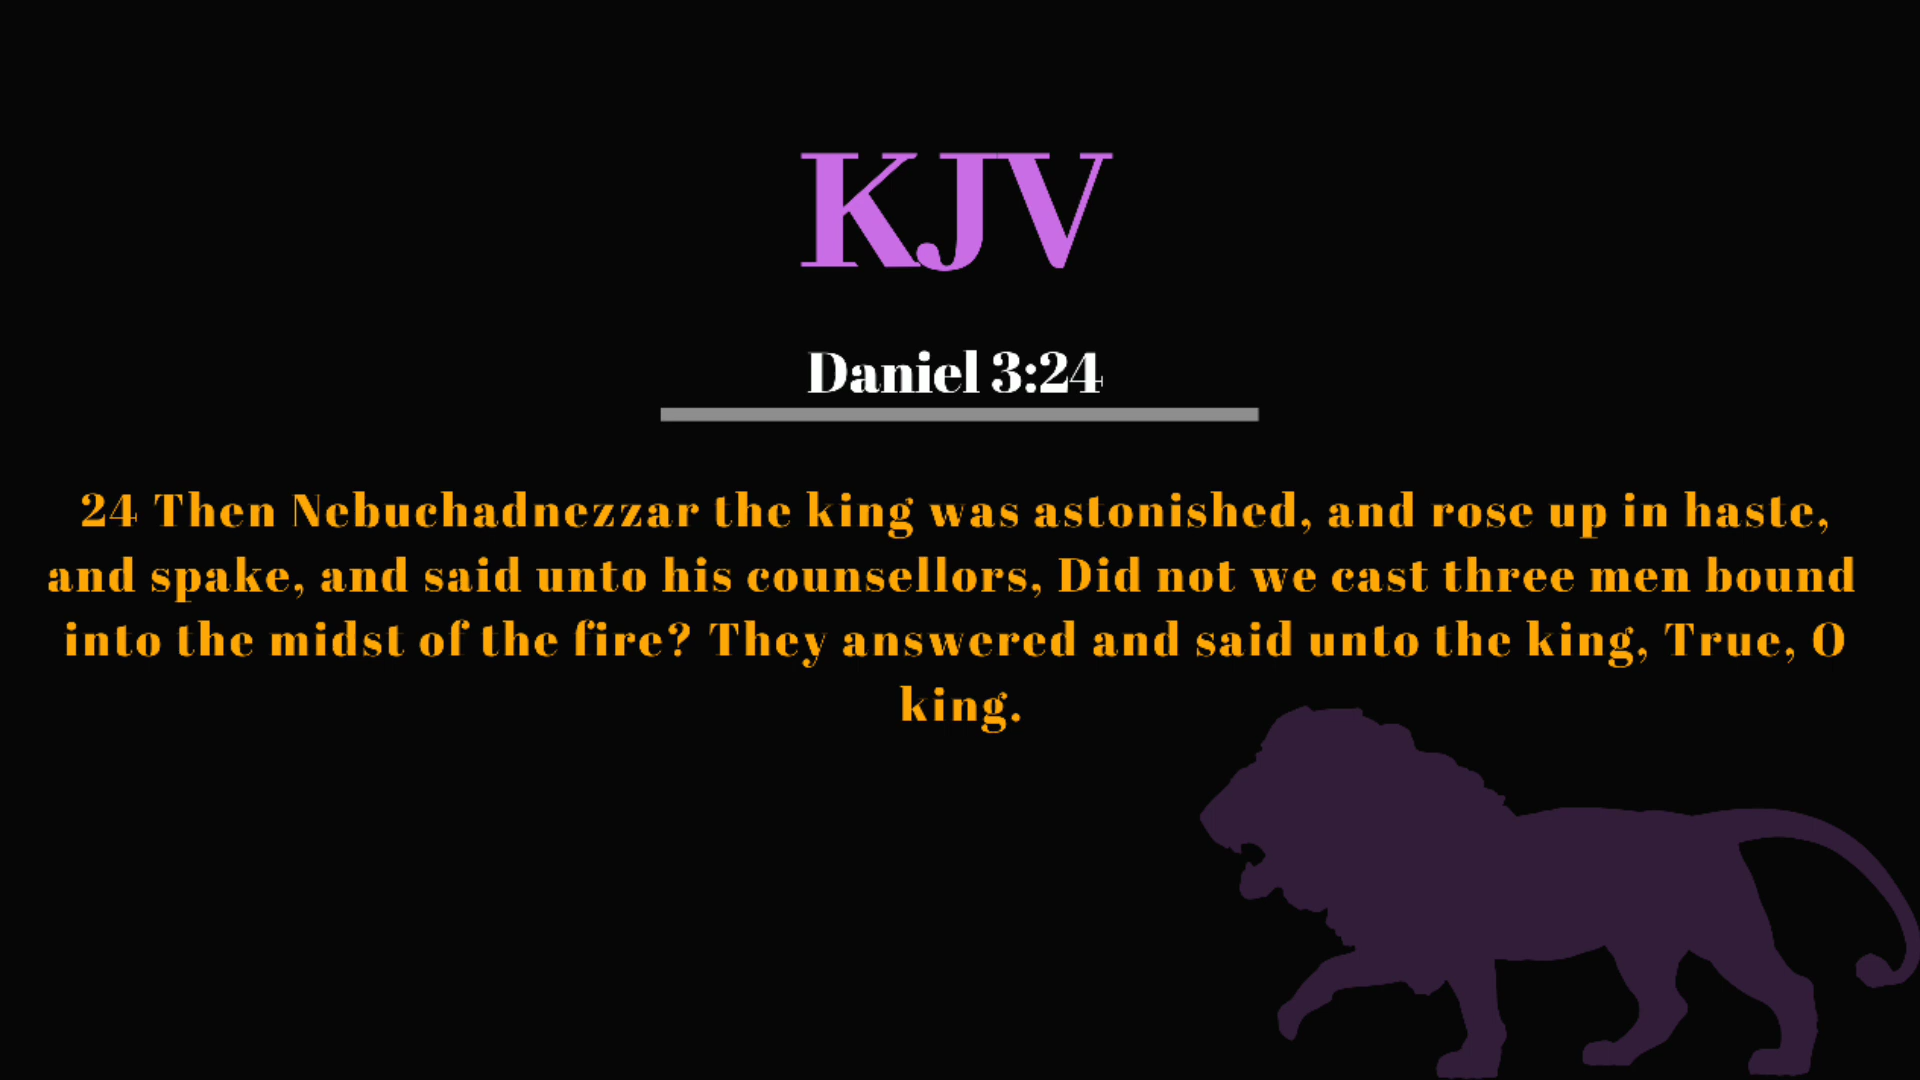 KJV
Daniel 3:24
24 Then Nebuchadnezzar the king was astonished, and rose up in haste,
and spake, and said unto his counsellors, Did not we cast three men bound
into the midst of the fire? They answered and said unto the king, True, O
king.